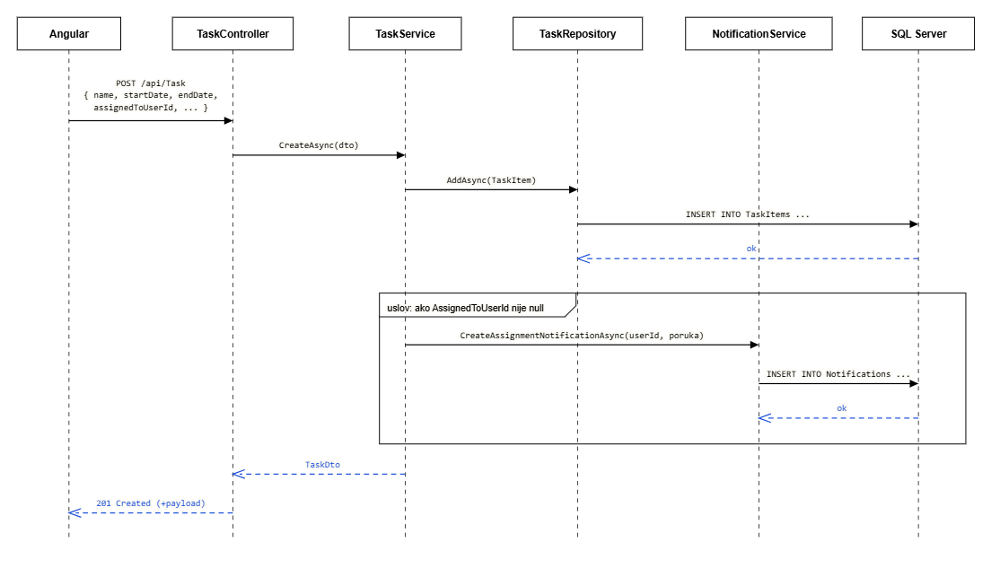 Angular
TaskController
TaskService
TaskRepository
NotificationService
SQL Server
POST /api/Task
{ name, startDate, endDate,
assignedToUserId, ... }
CreateAsync(dto)
AddAsync(TaskItem)
INSERT INTO TaskItems ...
ok
uslov: ako AssignedToUserId nije null
CreateAssignmentNotificationAsync(userId, poruka)
INSERT INTO Notifications ...
ok
TaskDto
201 Created (+payload)